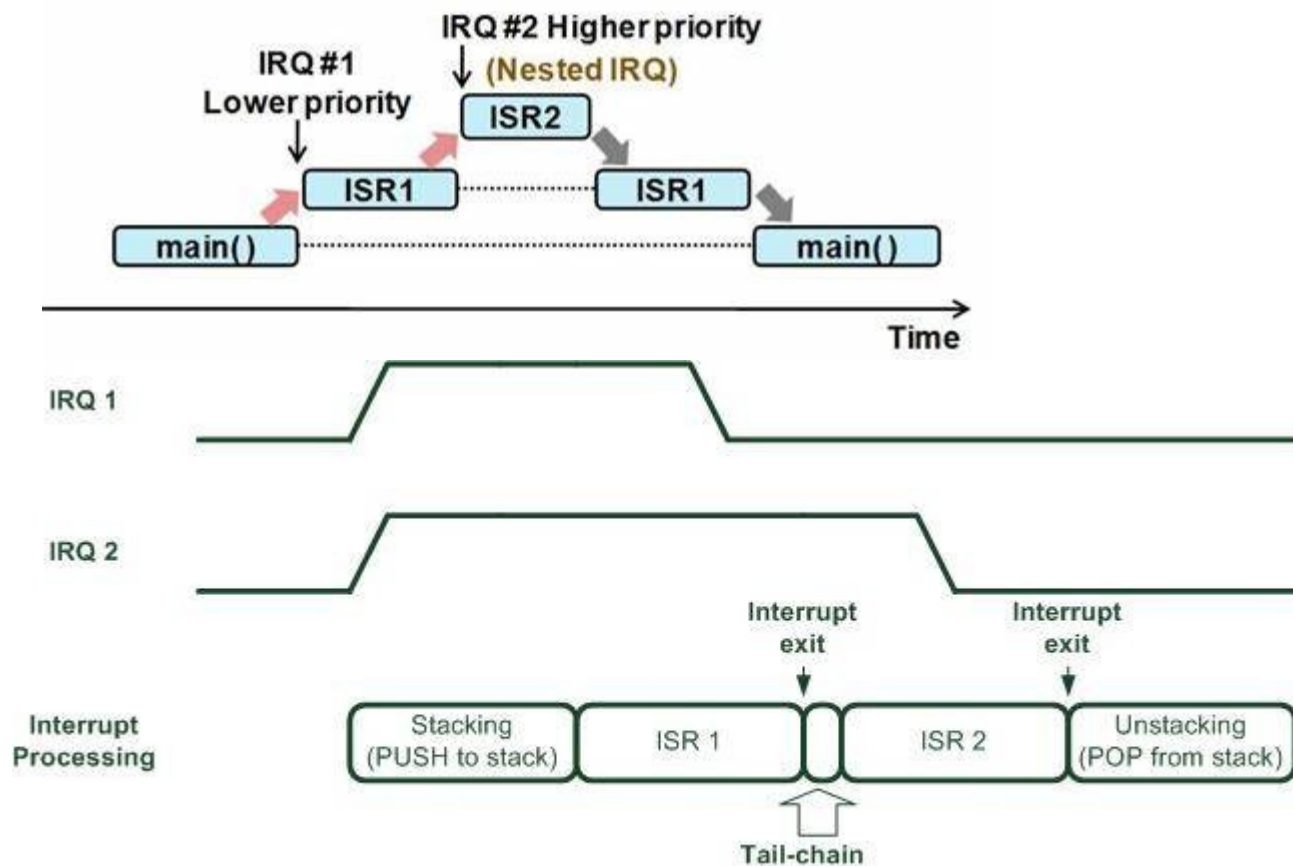 IRQ #2 Higher priority
(Nested IRQ)
IRQ #1
Lower priority
ISR2
ISR1
ISR1
main()
main()
Time
IRQ 1
IRQ 2
Interrupt
exit
Interrupt
exit
Interrupt
Processing
Stacking
(PUSH to stack)
ISR 1
ISR 2
Unstacking
(POP from stack)
Tail-chain